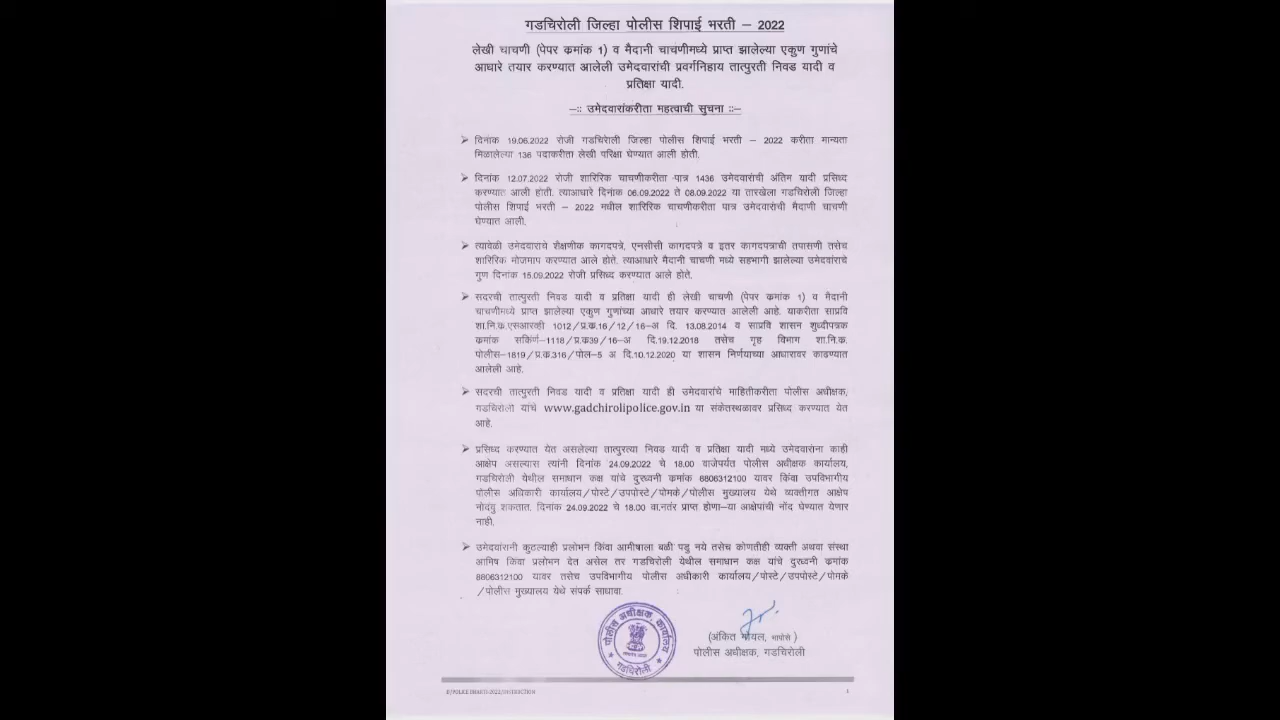 गडचिरोली जिल्हा पोलीस शिपाई भरती – 2022
लेखी चाचणी (पेपर क्रमांक 1) व मैदानी चाचणीमध्ये प्राप्त झालेल्या एकुण गुणांचे
आधारे तयार करण्यात आलेली उमेदवारांची प्रवर्गनिहाय तात्पुरती निवड यादी व
प्रतिक्षा यादी.
–:: उमेदवारांकरीता महत्वाची सुचना ::–
➢ दिनांक 19.06.2022 रोजी गडचिरोली जिल्हा पोलीस शिपाई भरती – 2022 करीता मान्यता
मिळालेल्या 136 पदाकरीता लेखी परिक्षा घेण्यात आली होती.
➢ दिनांक 12.07.2022 रोजी शारिरिक चाचणीकरीता पात्र 1436 उमेदवारांची अंतिम यादी प्रसिध्द
करण्यात आली होती. त्याआधारे दिनांक 06.09.2022 ते 08.09.2022 या तारखेला गडचिरोली जिल्हा
पोलीस शिपाई भरती – 2022 मधील शारिरिक चाचणीकरीता पात्र उमेदवारांची मैदाणी चाचणी
घेण्यात आली.
➢ त्यावेळी उमेदवारांचे शैक्षणीक कागदपत्रे, एनसीसी कागदपत्रे व इतर कागदपत्राची तपासणी तसेच
शारिरिक मोजमाप करण्यात आले होते. त्याआधारे मैदानी चाचणी मध्ये सहभागी झालेल्या उमेदवारांचे
गुण दिनांक 15.09.2022 रोजी प्रसिध्द करण्यात आले होते.
➢ सदरची तात्पुरती निवड यादी व प्रतिक्षा यादी ही लेखी चाचणी (पेपर क्रमांक 1) व मैदानी
चाचणीमध्ये प्राप्त झालेल्या एकुण गुणांच्या आधारे तयार करण्यात आलेली आहे. याकरीता साप्रवि
शा.नि.क्र.एसआरव्ही 1012/प्र.क्र.16/12/16–अ दि. 13.08.2014 व साप्रवि शासन शुध्दीपत्रक
क्रमांक संकिर्ण–1118/प्र.क्र39/16–अ दि.19.12.2018 तसेच गृह विभाग शा.नि.क्र.
पोलीस–1819/प्र.क्र.316/पोल–5 अ दि.10.12.2020 या शासन निर्णयाच्या आधारावर काढण्यात
आलेली आहे.
➢ सदरची तात्पुरती निवड यादी व प्रतिक्षा यादी ही उमेदवारांचे माहितीकरीता पोलीस अधीक्षक,
गडचिरोली यांचे www.gadchirolipolice.gov.in या संकेतस्थळावर प्रसिध्द करण्यात येत
आहे.
➢ प्रसिध्द करण्यात येत असलेल्या तात्पुरत्या निवड यादी व प्रतिक्षा यादी मध्ये उमेदवारांना काही
आक्षेप असल्यास त्यांनी दिनांक 24.09.2022 चे 18.00 वाजेपर्यंत पोलीस अधीक्षक कार्यालय,
गडचिरोली येथील समाधान कक्ष यांचे दुरध्वनी क्रमांक 8806312100 यावर किंवा उपविभागीय
पोलीस अधिकारी कार्यालय/पोस्टे/उपपोस्टे/पोमके/पोलीस मुख्यालय येथे व्यक्तीगत आक्षेप
नोंदवु शकतात. दिनांक 24.09.2022 चे 18.00 वा.नतंर प्राप्त होणा–या आक्षेपांची नोंद घेण्यात येणार
नाही.
➢ उमेदवारांनी कुठल्याही प्रलोभन किंवा आमीषाला बळी पडु नये तसेच कोणतीही व्यक्ती अथवा संस्था
आमिष किंवा प्रलोभन देत असेल तर गडचिरोली येथील समाधान कक्ष यांचे दुरध्वनी क्रमांक
8806312100 यावर तसेच उपविभागीय पोलीस अधीकारी कार्यालय/पोस्टे/उपपोस्टे/पोमके
/पोलीस मुख्यालय येथे संपर्क साधावा.
पोलीस अधीक्षक, कार्यालय
गडचिरोली
(अंकित गोयल, भापोसे)
पोलीस अधीक्षक, गडचिरोली
E/POLICE BHARTI-2022/INSTRUCTION 1